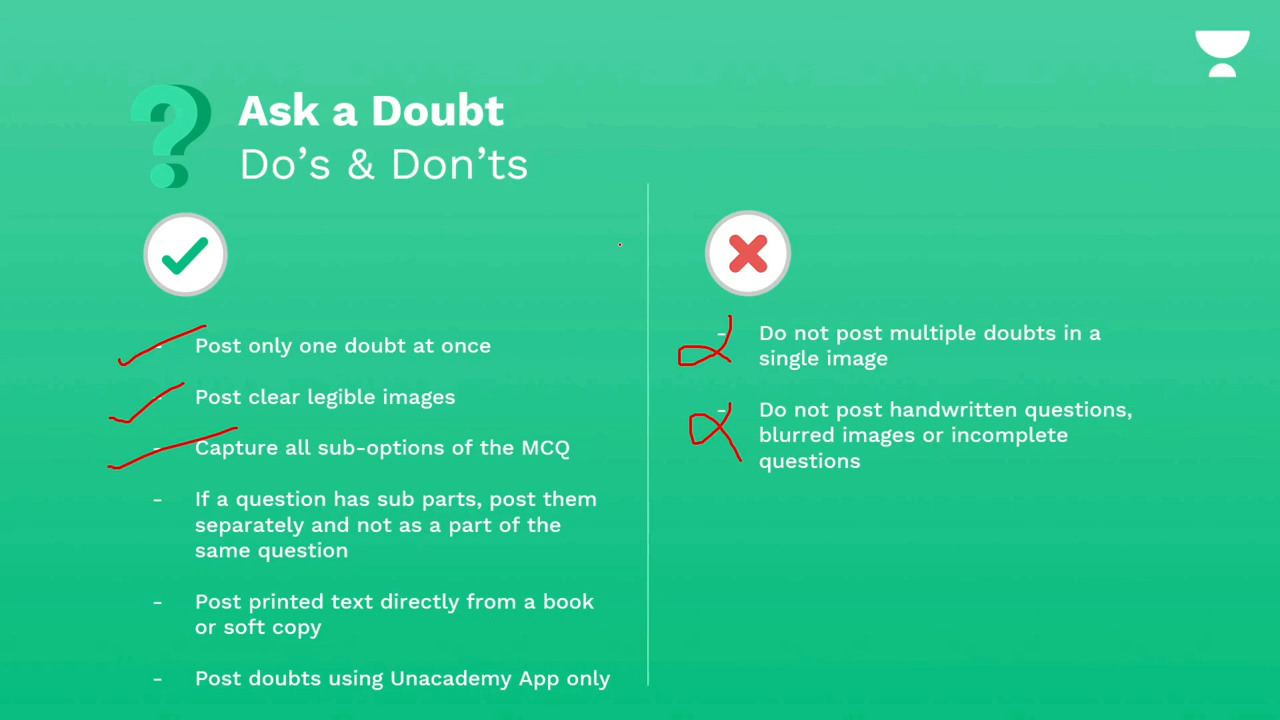 Ask a Doubt
Do’s & Don’ts
- Post only one doubt at once
- Post clear legible images
- Capture all sub-options of the MCQ
- If a question has sub parts, post them
separately and not as a part of the
same question
- Post printed text directly from a book
or soft copy
- Post doubts using Unacademy App only
- Do not post multiple doubts in a
single image
- Do not post handwritten questions,
blurred images or incomplete
questions